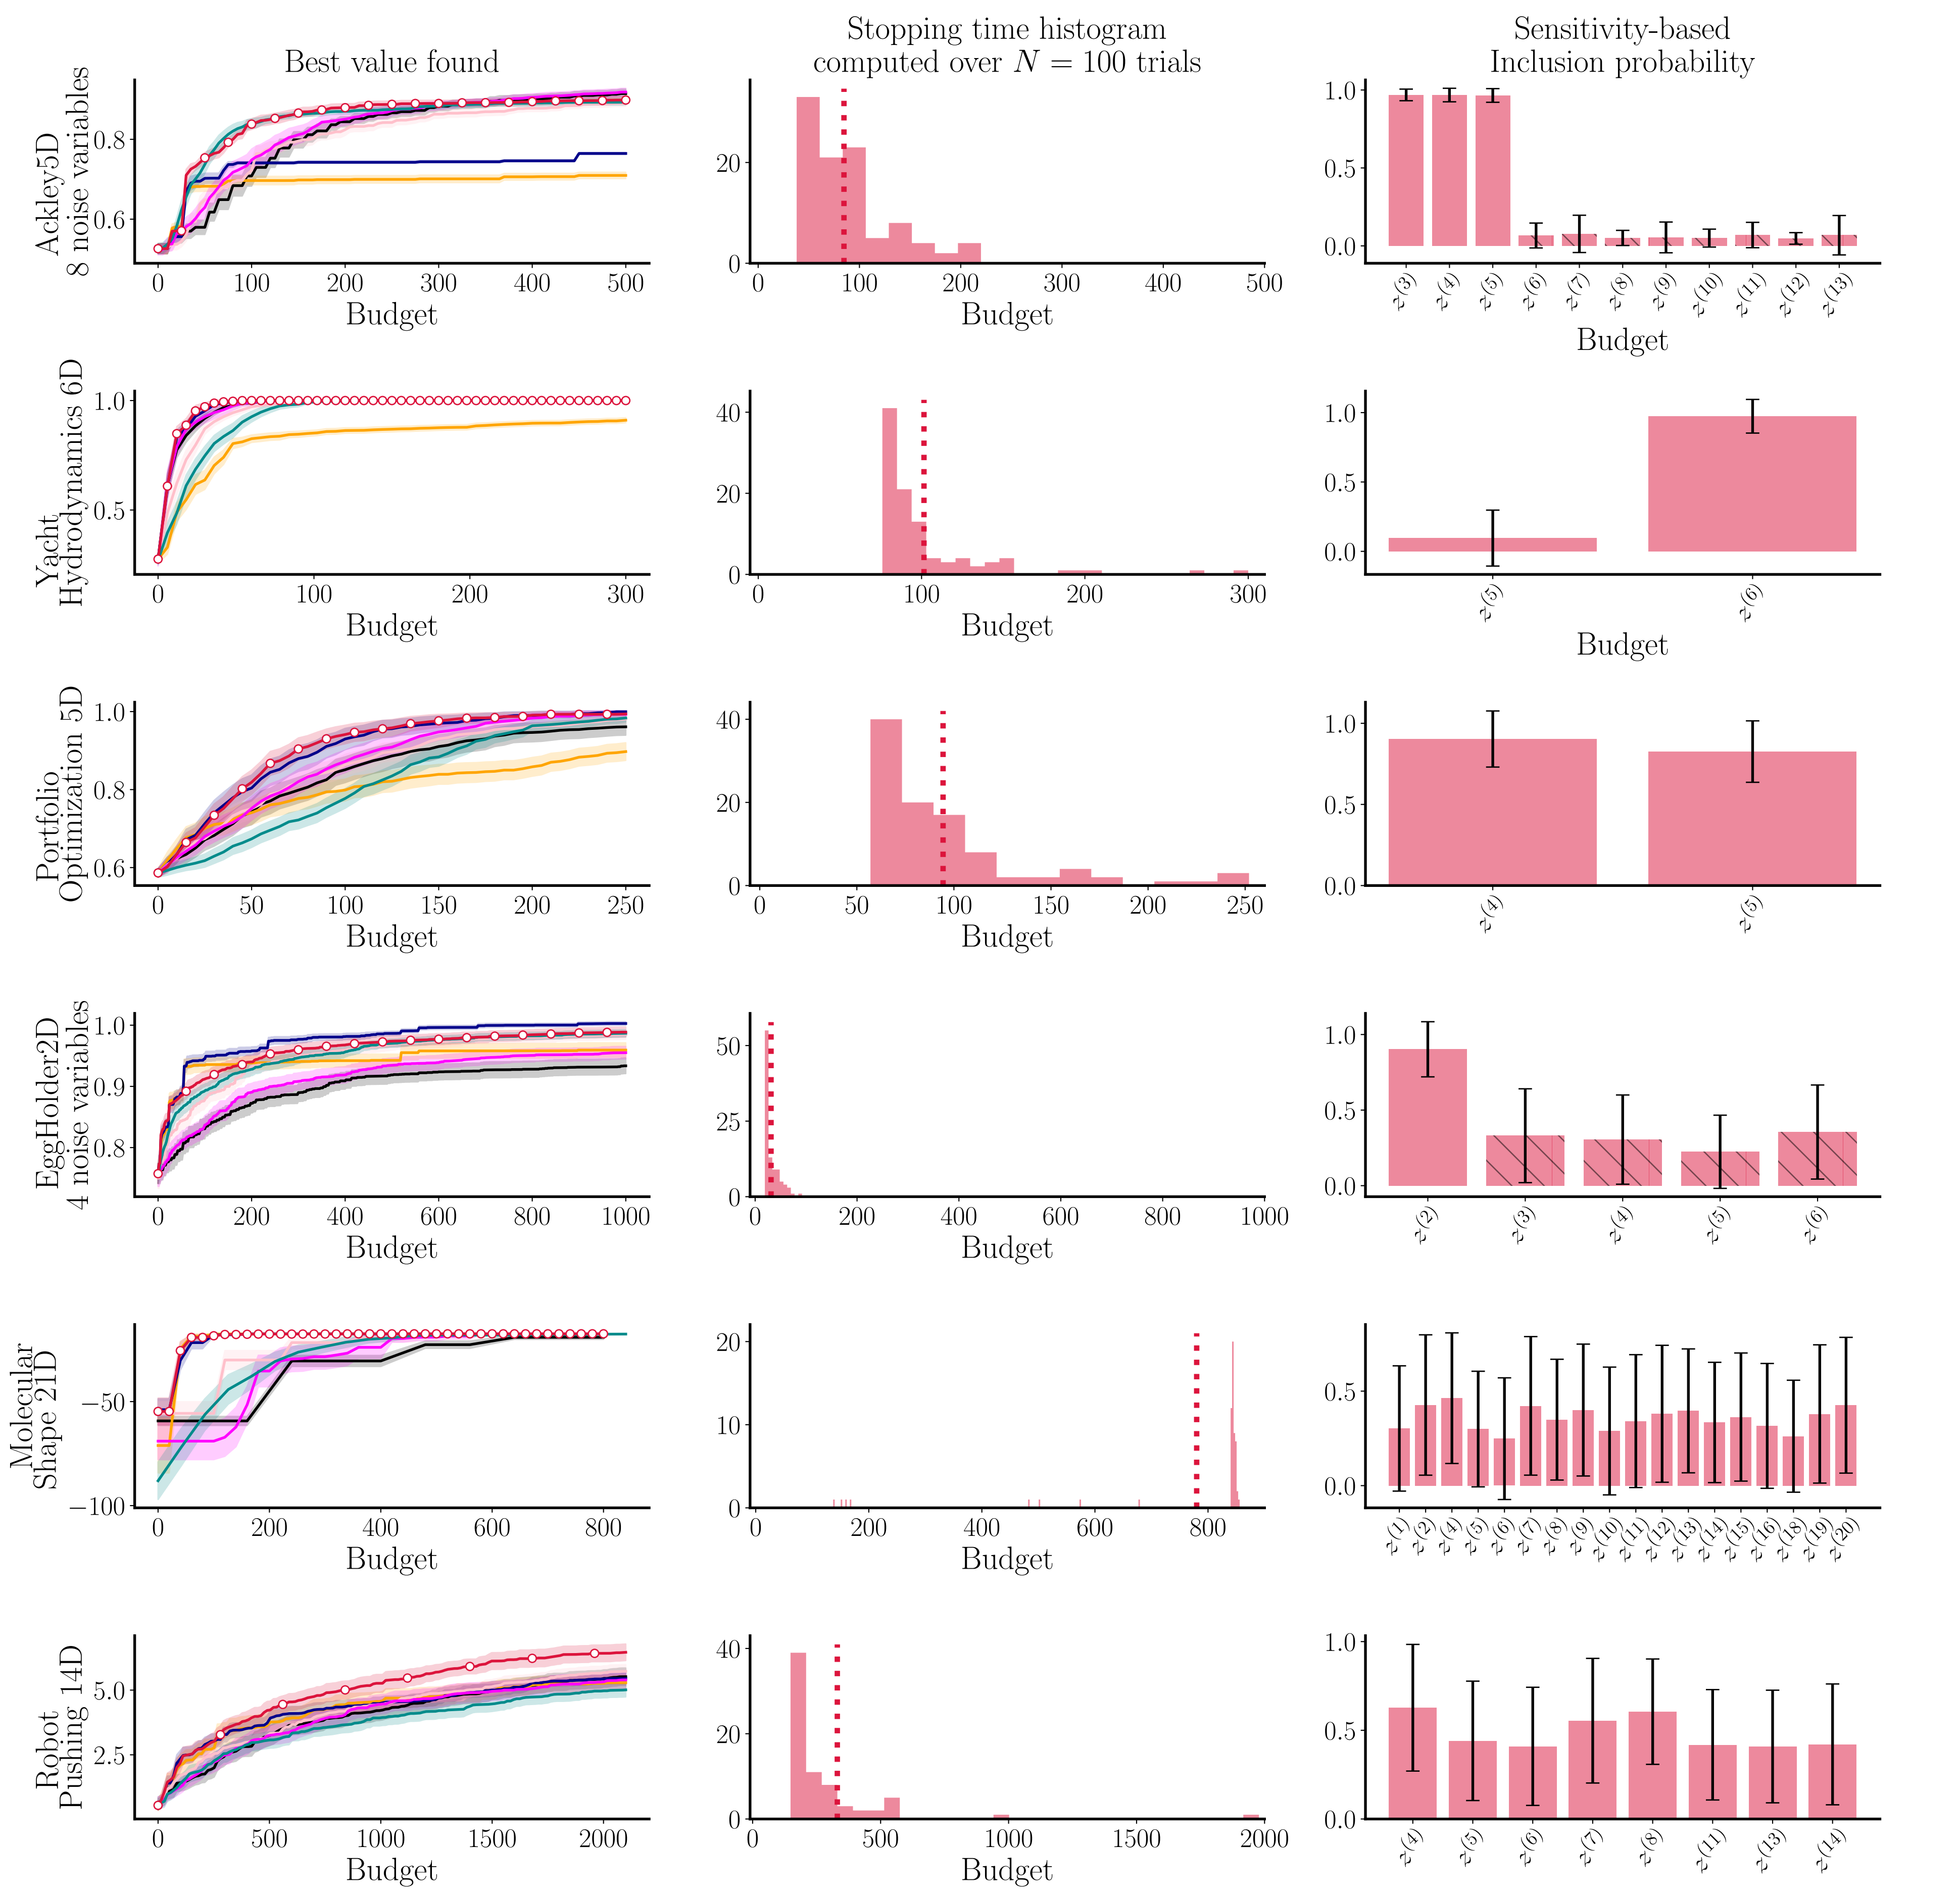 Best value found
Stopping time histogram
computed over N = 100 trials
Sensitivity-based
Inclusion probability
Ackley5D
8 noise variables
0.8
0.6
0 100 200 300 400 500
Budget
20
0
0 100 200 300 400 500
Budget
1.0
0.5
0.0
z(3) z(4) z(5) z(6) z(7) z(8) z(9) z(10) z(11) z(12) z(13)
Budget
Yacht
Hydrodynamics 6D
1.0
0.5
0 100 200 300
Budget
40
20
0
0 100 200 300
Budget
1.0
0.5
0.0
z(5) z(6)
Budget
Portfolio
Optimization 5D
1.0
0.8
0.6
0 50 100 150 200 250
Budget
40
20
0
0 50 100 150 200 250
Budget
1.0
0.5
0.0
z(4) z(5)
EggHolder2D
4 noise variables
1.0
0.9
0.8
0 200 400 600 800 1000
Budget
50
25
0
0 200 400 600 800 1000
Budget
1.0
0.5
0.0
z(2) z(3) z(4) z(5) z(6)
Molecular
Shape 21D
−50
−100
0 200 400 600 800
Budget
20
10
0
0 200 400 600 800
Budget
0.5
0.0
z(1) z(2) z(4) z(5) z(6) z(7) z(8) z(9) z(10) z(11) z(12) z(13) z(14) z(15) z(16) z(18) z(19) z(20)
Robot
Pushing 14D
5.0
2.5
0 500 1000 1500 2000
Budget
40
20
0
0 500 1000 1500 2000
Budget
1.0
0.5
0.0
z(4) z(5) z(6) z(7) z(8) z(11) z(13) z(14)